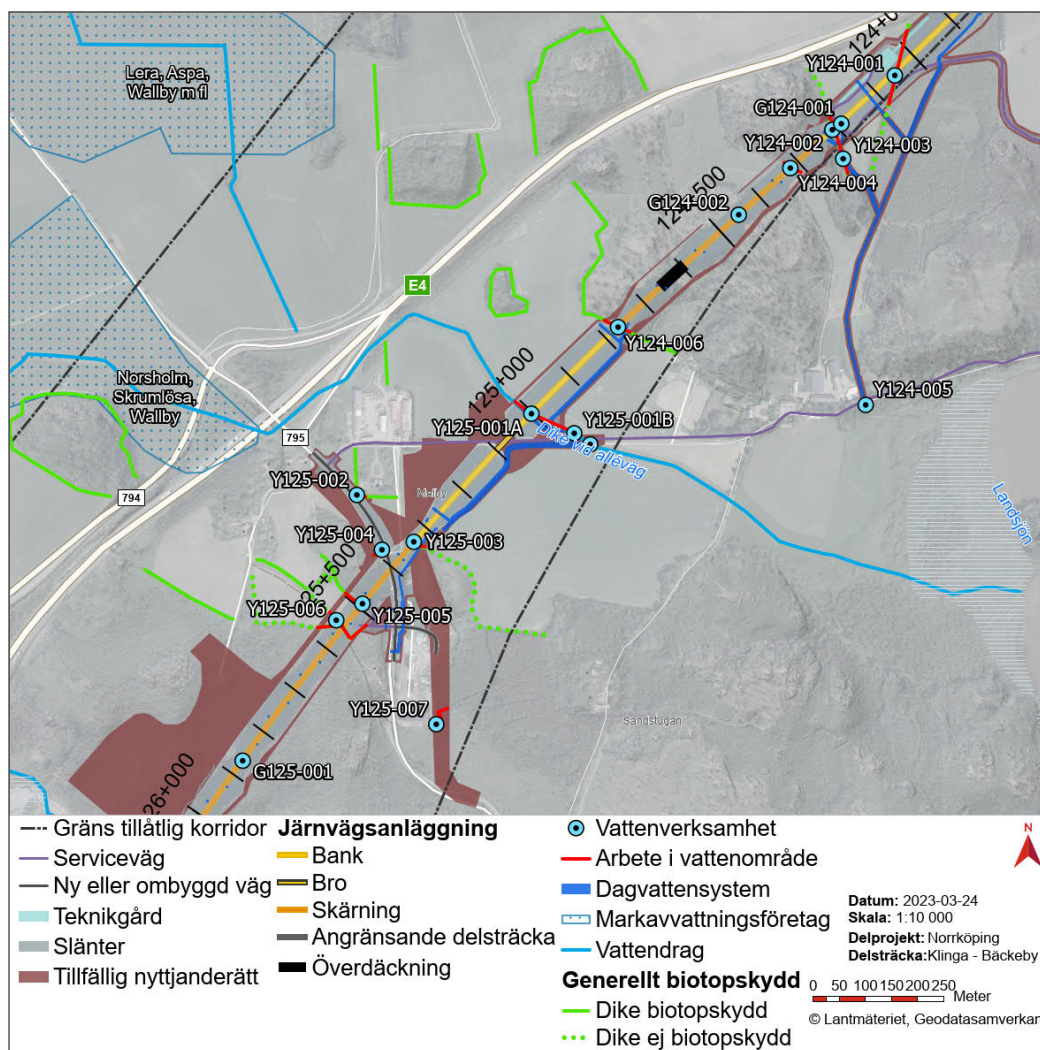 Lera, Aspa,
Wallby m fl
124+0
Y124-001
G124-001
Y124-002
Y124-003
Y124-004
G124-002
124+500
E4
Y124-006
Norsholm,
Skrumlösa,
Wallby
125+000
Y124-005
Y125-001A
Y125-001B
Dike vid alléväg
795
794
Y125-002
Landsjön
Y125-004
Y125-003
25+500
Y125-006
Y125-005
Y125-007
Sandstugan
G125-001
26+000
Gräns tillåtlig korridor
Serviceväg
Ny eller ombyggd väg
Teknikgård
Slänter
Tillfällig nyttjanderätt
Järnvägsanläggning
Bank
Bro
Skärning
Angränsande delsträcka
Överdäckning
Vattenverksamhet
Arbete i vattenområde
Dagvattensystem
Markavvattningsföretag
Vattendrag
Generellt biotopskydd
Dike biotopskydd
Dike ej biotopskydd
N
Datum: 2023-03-24
Skala: 1:10 000
Delprojekt: Norrköping
Delsträcka:Klinga - Bäckeby
0 50 100 150 200 250
Meter
© Lantmäteriet, Geodatasamverkan